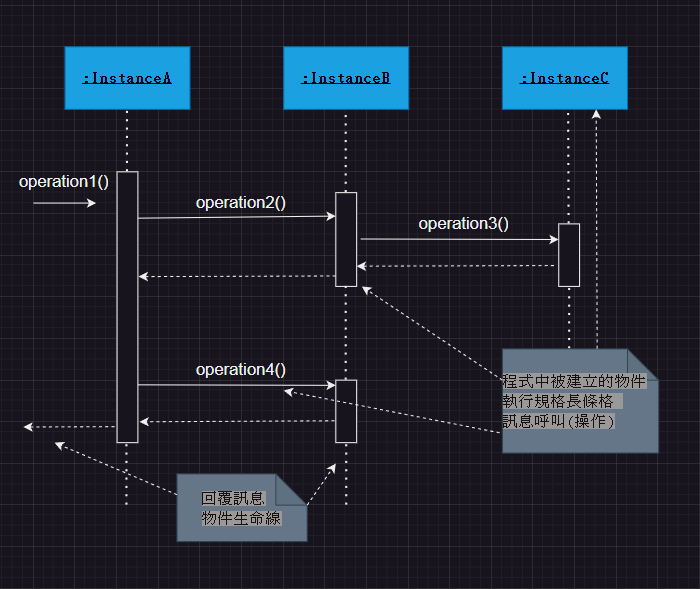 :InstanceA
:InstanceB
:InstanceC
operation1()
operation2()
operation3()
operation4()
程式中被建立的物件
執行規格長條格
訊息呼叫(操作)
回覆訊息
物件生命線